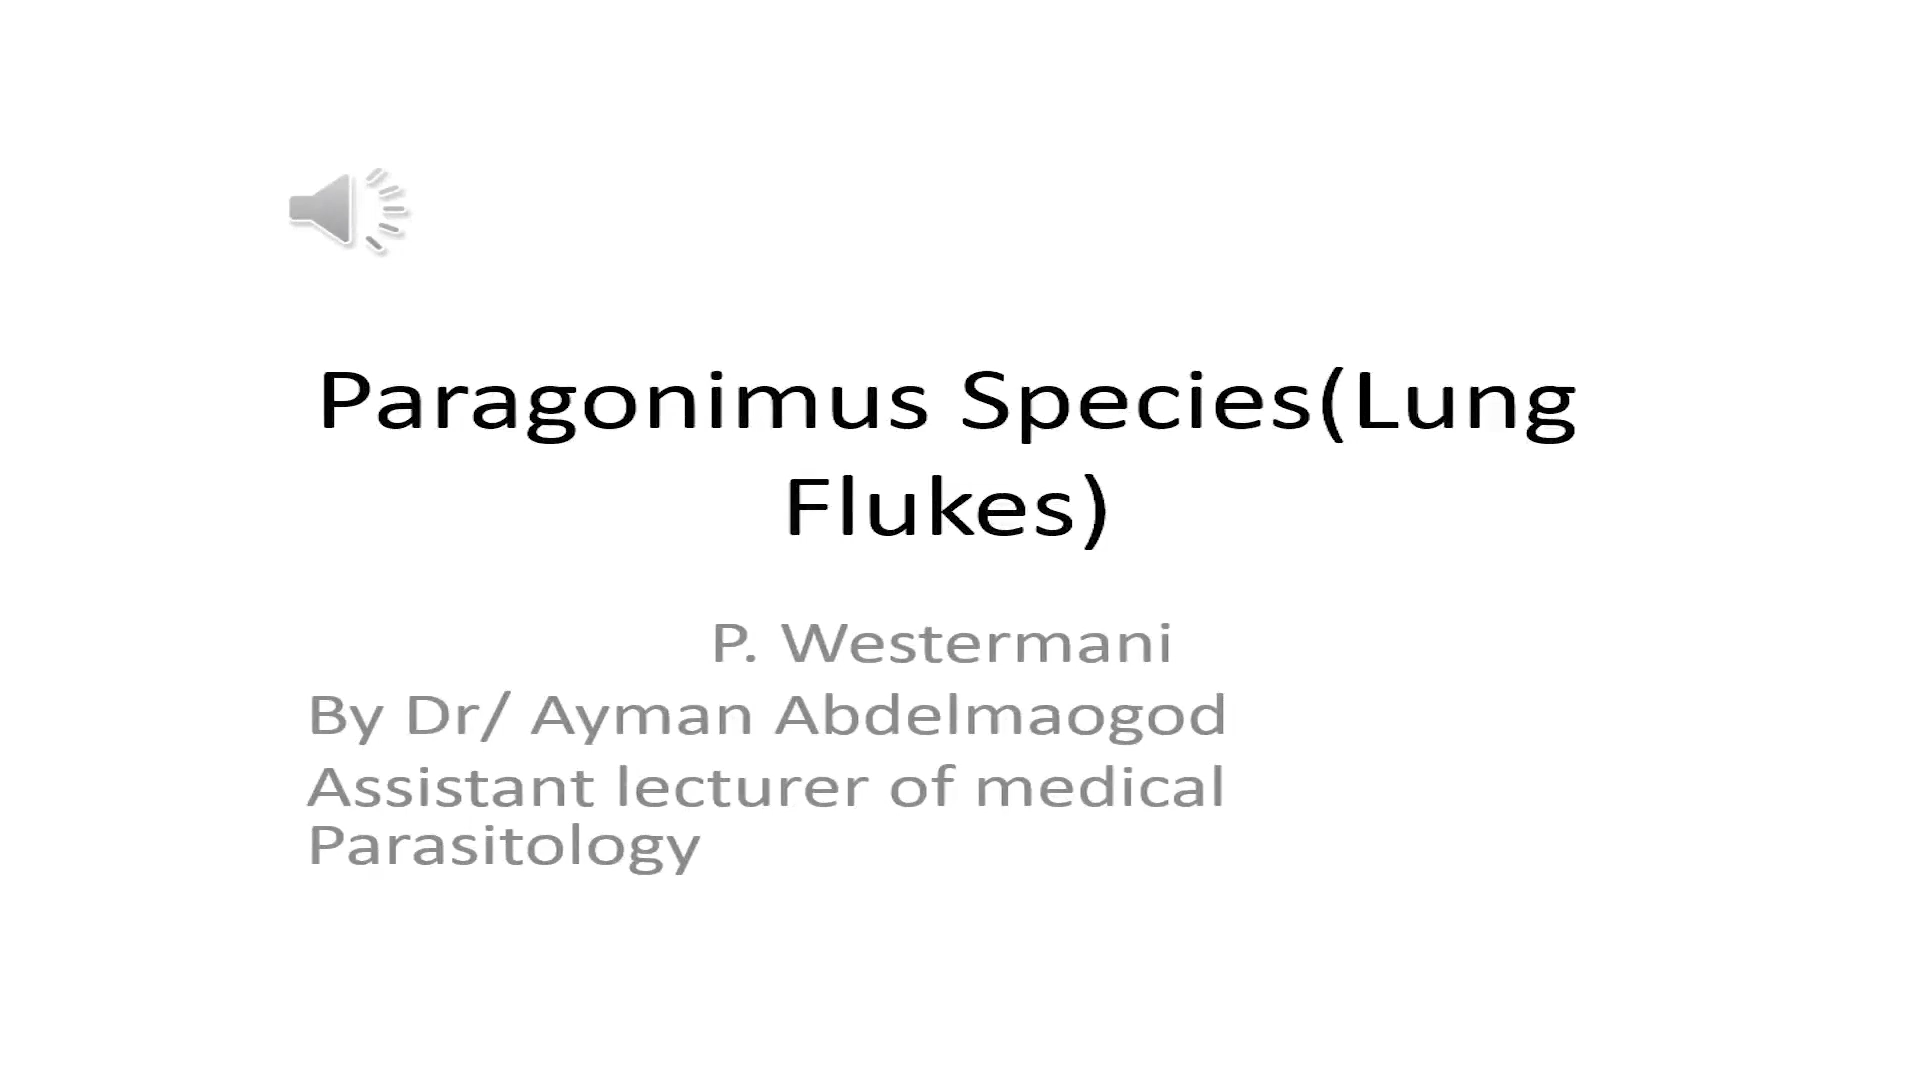 Paragonimus Species(Lung
Flukes)
P. Westermani
By Dr/ Ayman Abdelmaogod
Assistant lecturer of medical
Parasitology